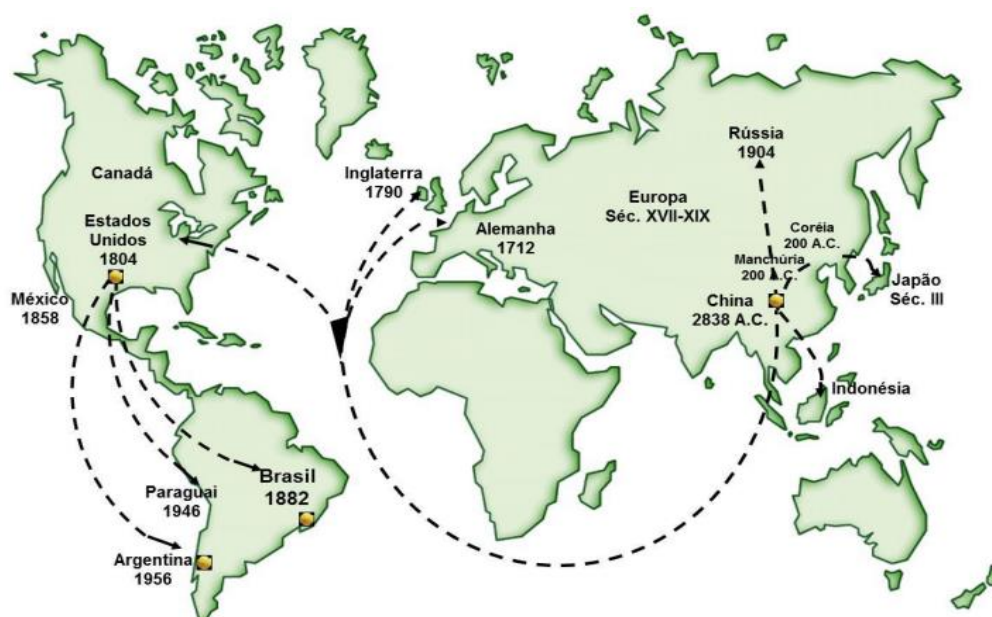 Canadá
Estados
Unidos
1804
México
1858
Inglaterra
1790
Alemanha
1712
Europa
Séc. XVII-XIX
Rússia
1904
Coréia
200 A.C.
Manchúria
200 A.C.
China
2838 A.C.
Japão
Séc. III
Indonésia
Brasil
1882
Paraguai
1946
Argentina
1956